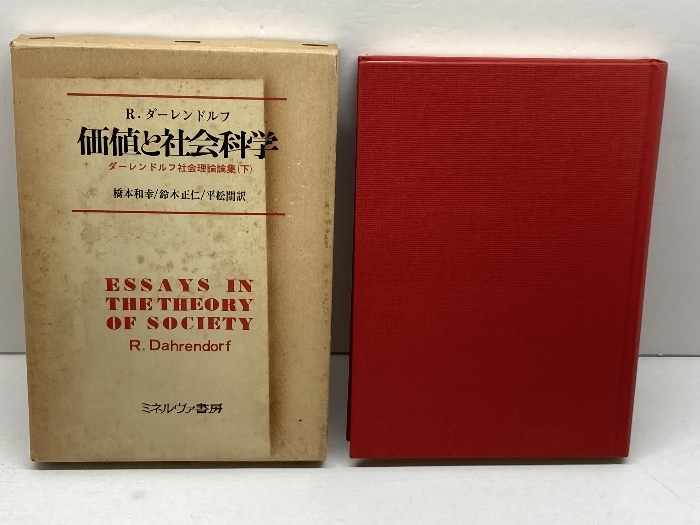 R. ダーレンドルフ
価値と社会科学
ダーレンドルフ社会理論論集(下)
橋本和幸/鈴木正仁/平松闊訳
ESSAYS IN
THE THEORY
OF SOCIETY
R. Dahrendorf
ミネルヴァ書房